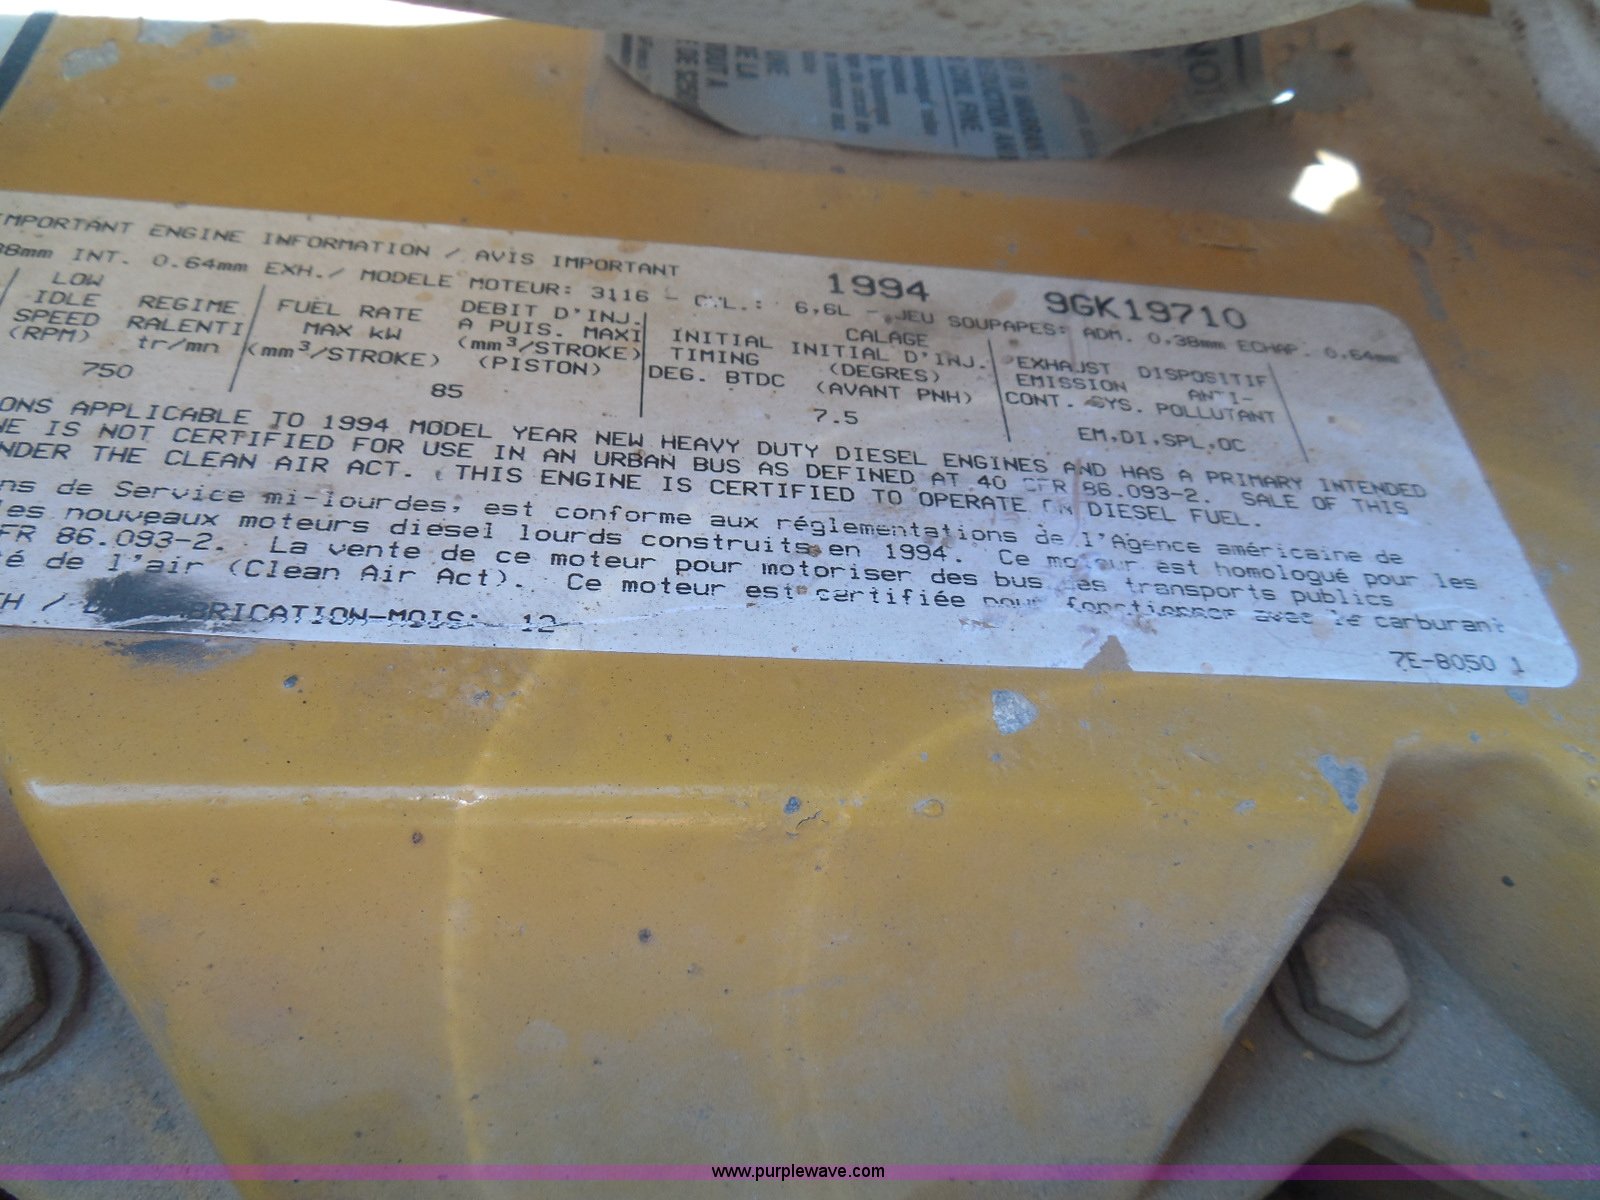 IMPORTANT ENGINE INFORMATION / AVIS IMPORTANT 1994 9GK19710
38mm INT. 0.64mm EXH./ MODELE MOTEUR: 3116 - CYL.: 6,6L - JEU SOUPAPES: ADM. 0.38mm ECHAP. 0.64mm
LOW
IDLE REGIME
SPEED RALENTI
(RPM) tr/mn
750
FUEL RATE DEBIT D'INJ.
MAX kW A PUIS. MAXI
(mm³/STROKE) (mm³/STROKE)
(PISTON)
85
INITIAL CALAGE
TIMING INITIAL D'INJ.
DEG. BTDC (DEGRES)
(AVANT PNH)
7.5
EXHAUST DISPOSITIF
EMISSION ANTI-
CONT. SYS. POLLUTANT
EM.DI.SPL.OC
ONS APPLICABLE TO 1994 MODEL YEAR NEW HEAVY DUTY DIESEL ENGINES AND HAS A PRIMARY INTENDED
NE IS NOT CERTIFIED FOR USE IN AN URBAN BUS AS DEFINED AT 40 CFR 86.093-2. SALE OF THIS
NDER THE CLEAN AIR ACT. THIS ENGINE IS CERTIFIED TO OPERATE ON DIESEL FUEL.
ns de Service mi-lourdes, est conforme aux réglementations de l'Agence américaine de
les nouveaux moteurs diesel lourds construits en 1994. Ce moteur est homologué pour les
FR 86.093-2. La vente de ce moteur pour motoriser des bus des transports publics
té de l'air (Clean Air Act). Ce moteur est certifiée pour fonctionner avec le carburant
TH / BRICATION-MOIS: 12
7E-8050 1
www.purplewave.com